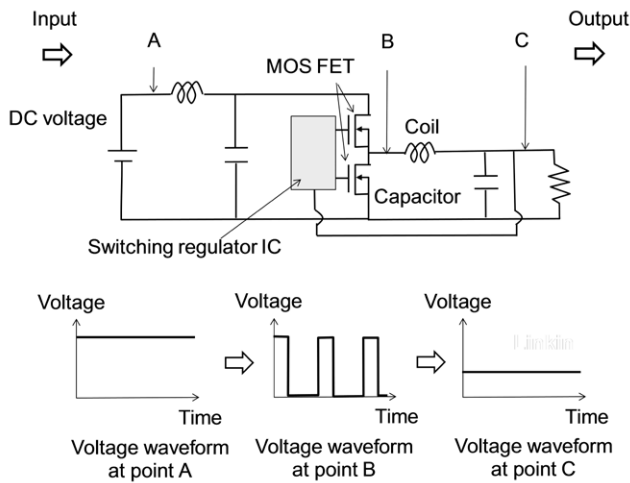 Input
Output
A
B
C
MOS FET
DC voltage
Coil
Capacitor
Switching regulator IC
Voltage
Voltage
Voltage
Time
Time
Time
Voltage waveform
at point A
Voltage waveform
at point B
Voltage waveform
at point C